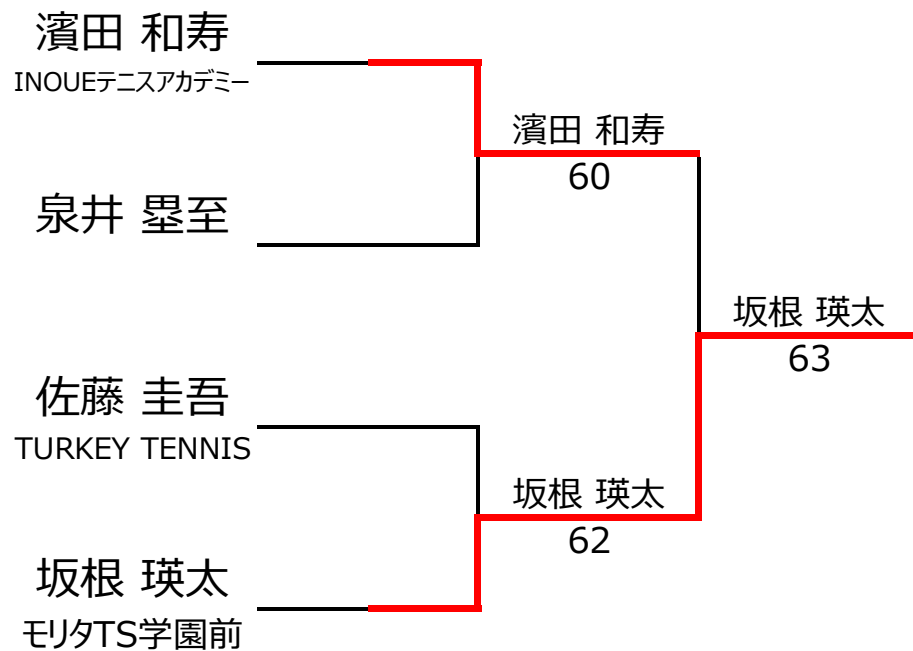 濱田 和寿
INOUEテニスアカデミー
濱田 和寿
60
泉井 塁至
坂根 瑛太
63
佐藤 圭吾
TURKEY TENNIS
坂根 瑛太
62
坂根 瑛太
モリタTS学園前